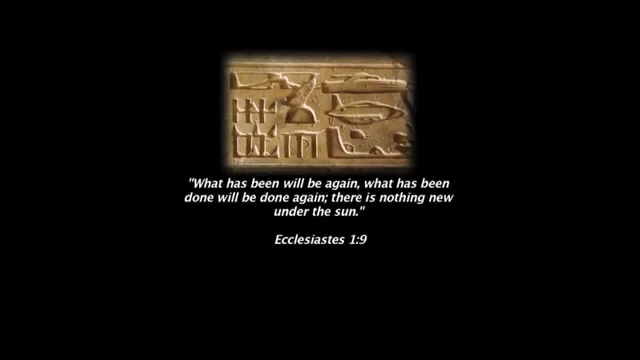 "What has been will be again, what has been
done will be done again; there is nothing new
under the sun."
Ecclesiastes 1:9